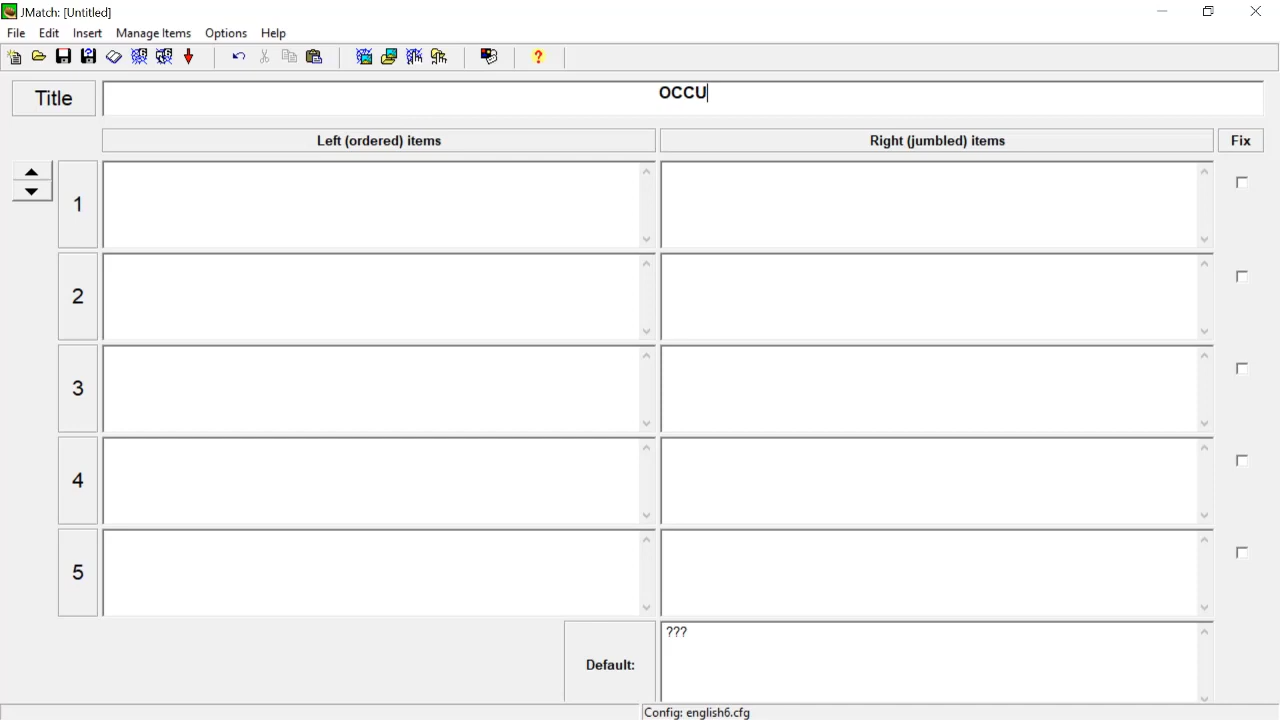 JMatch: [Untitled]
File Edit Insert Manage Items Options Help
Title
OCCU
Left (ordered) items
Right (jumbled) items
Fix
1
2
3
4
5
Default:
???
Config: english6.cfg